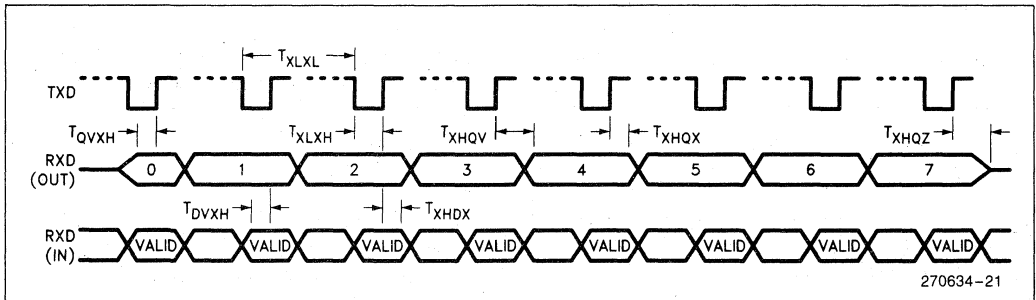 T_XLXL
TXD
T_QVXH T_XLXH T_XHQV T_XHQX T_XHQZ
RXD (OUT) 0 1 2 3 4 5 6 7
T_DVXH T_XHDX
RXD (IN) VALID VALID VALID VALID VALID VALID VALID VALID
270634-21